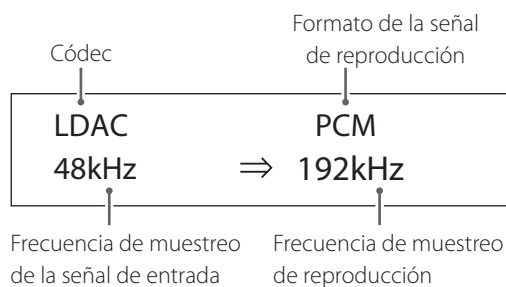 Formato de la señal
de reproducción
Códec
LDAC PCM
48kHz ⇒ 192kHz
Frecuencia de muestreo
de la señal de entrada
Frecuencia de muestreo
de reproducción